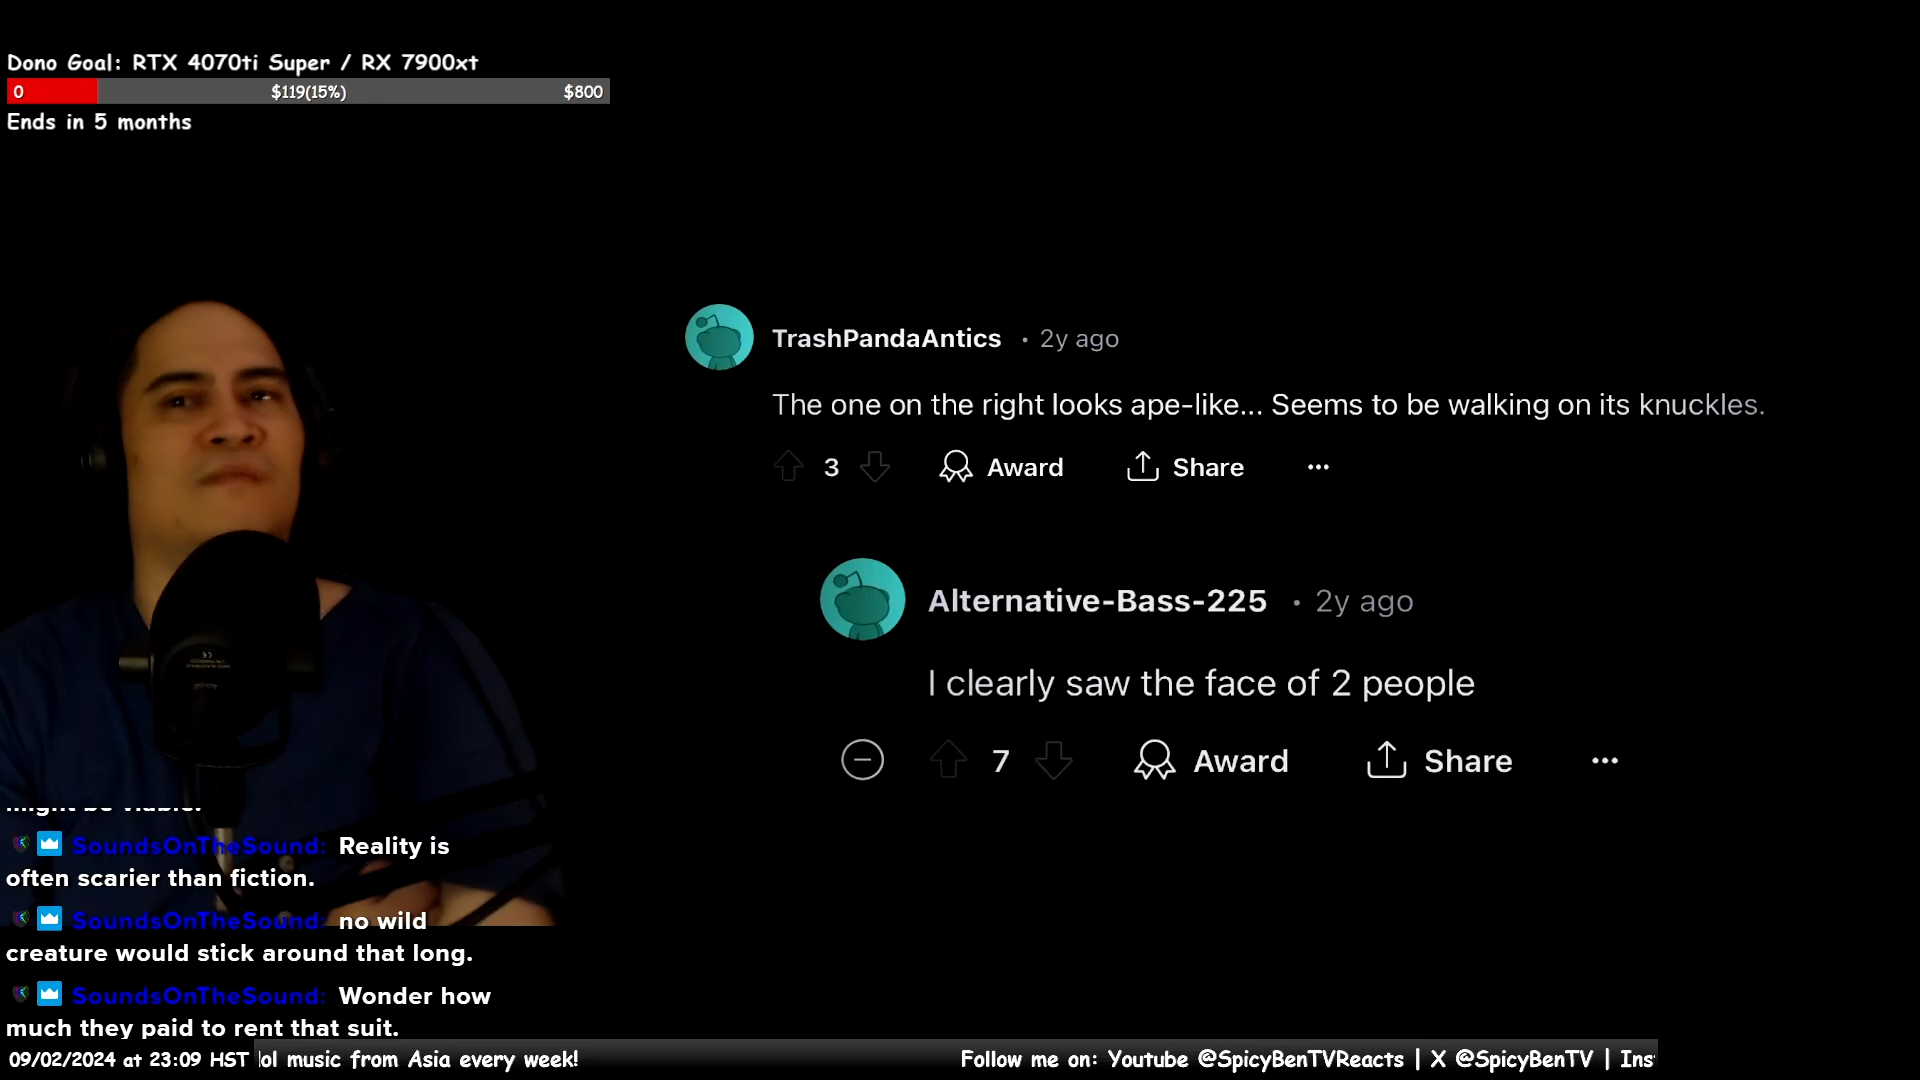 Dono Goal: RTX 4070ti Super / RX 7900xt
0 $119(15%) $800
Ends in 5 months
TrashPandaAntics • 2y ago
The one on the right looks ape-like... Seems to be walking on its knuckles.
3 Award Share ...
Alternative-Bass-225 • 2y ago
I clearly saw the face of 2 people
7 Award Share ...
might be viable.
SoundsOnTheSound: Reality is
often scarier than fiction.
SoundsOnTheSound: no wild
creature would stick around that long.
SoundsOnTheSound: Wonder how
much they paid to rent that suit.
09/02/2024 at 23:09 HST lol music from Asia every week! Follow me on: Youtube @SpicyBenTVReacts | X @SpicyBenTV | Ins